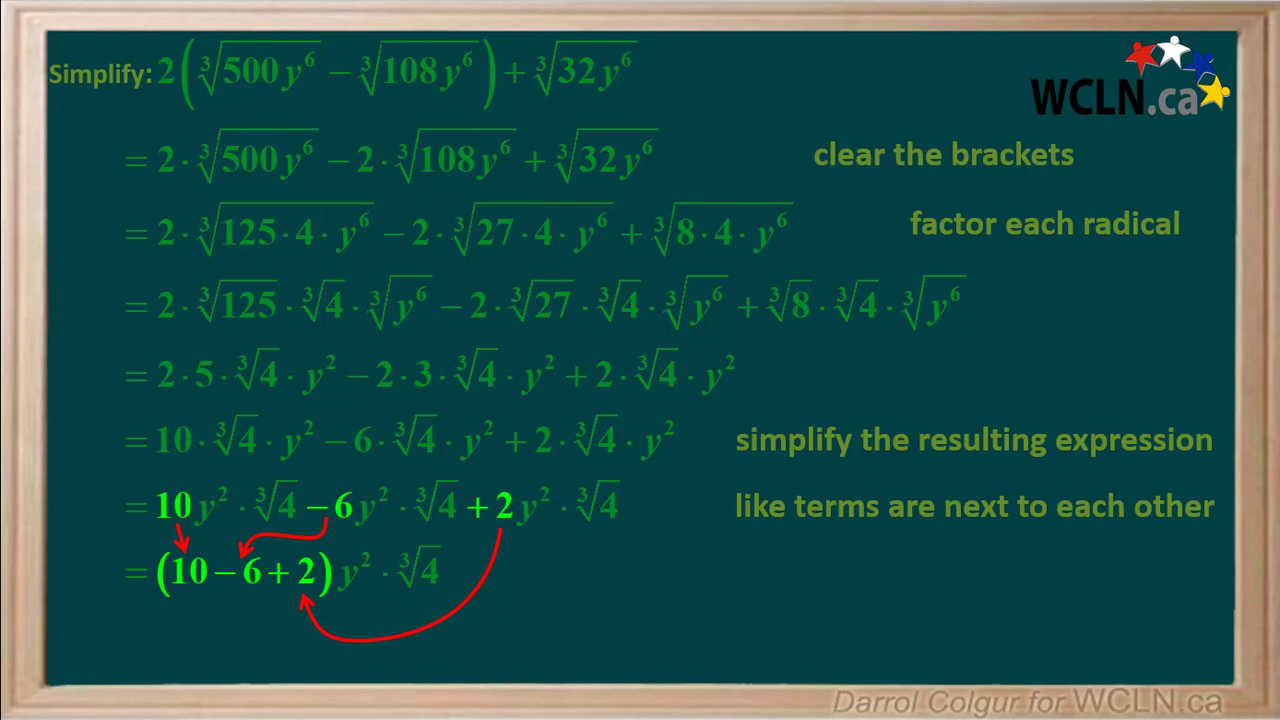 Simplify: 2(∛(500y⁶) − ∛(108y⁶)) + ∛(32y⁶)
WCLN.ca
= 2 · ∛(500y⁶) − 2 · ∛(108y⁶) + ∛(32y⁶) clear the brackets
= 2 · ∛(125 · 4 · y⁶) − 2 · ∛(27 · 4 · y⁶) + ∛(8 · 4 · y⁶) factor each radical
= 2 · ∛125 · ∛4 · ∛(y⁶) − 2 · ∛27 · ∛4 · ∛(y⁶) + ∛8 · ∛4 · ∛(y⁶)
= 2 · 5 · ∛4 · y² − 2 · 3 · ∛4 · y² + 2 · ∛4 · y²
= 10 · ∛4 · y² − 6 · ∛4 · y² + 2 · ∛4 · y² simplify the resulting expression
= 10y² · ∛4 − 6y² · ∛4 + 2y² · ∛4 like terms are next to each other
= (10 − 6 + 2) y² · ∛4
Darrol Colgur for WCLN.ca